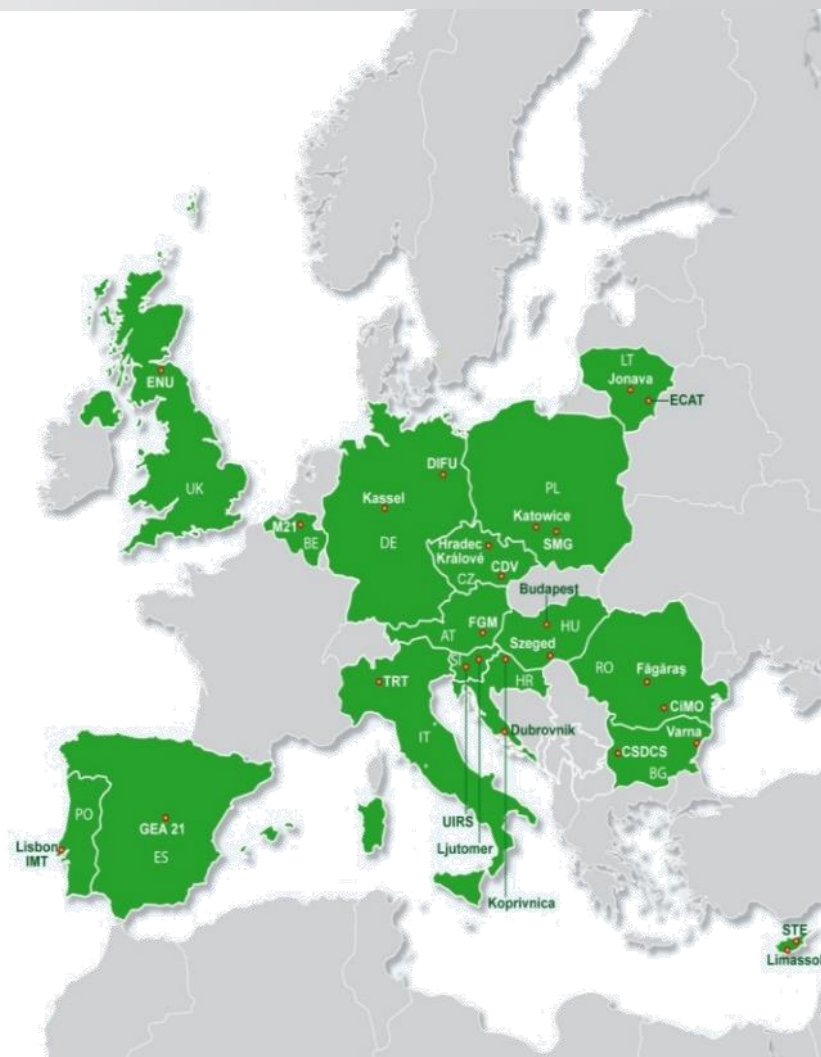 LT
Jonava
ECAT
ENU
UK
DIFU
Kassel
PL
Katowice
SMG
M21
BE
DE
Hradec
Králové
CDV
CZ
Budapest
FGM
AT
HU
Szeged
SI
HR
RO
Făgăraș
CiMO
TRT
IT
Dubrovnik
Varna
CSDCS
BG
PO
GEA 21
ES
Lisbon
IMT
UIRS
Ljutomer
Koprivnica
STE
Limassol